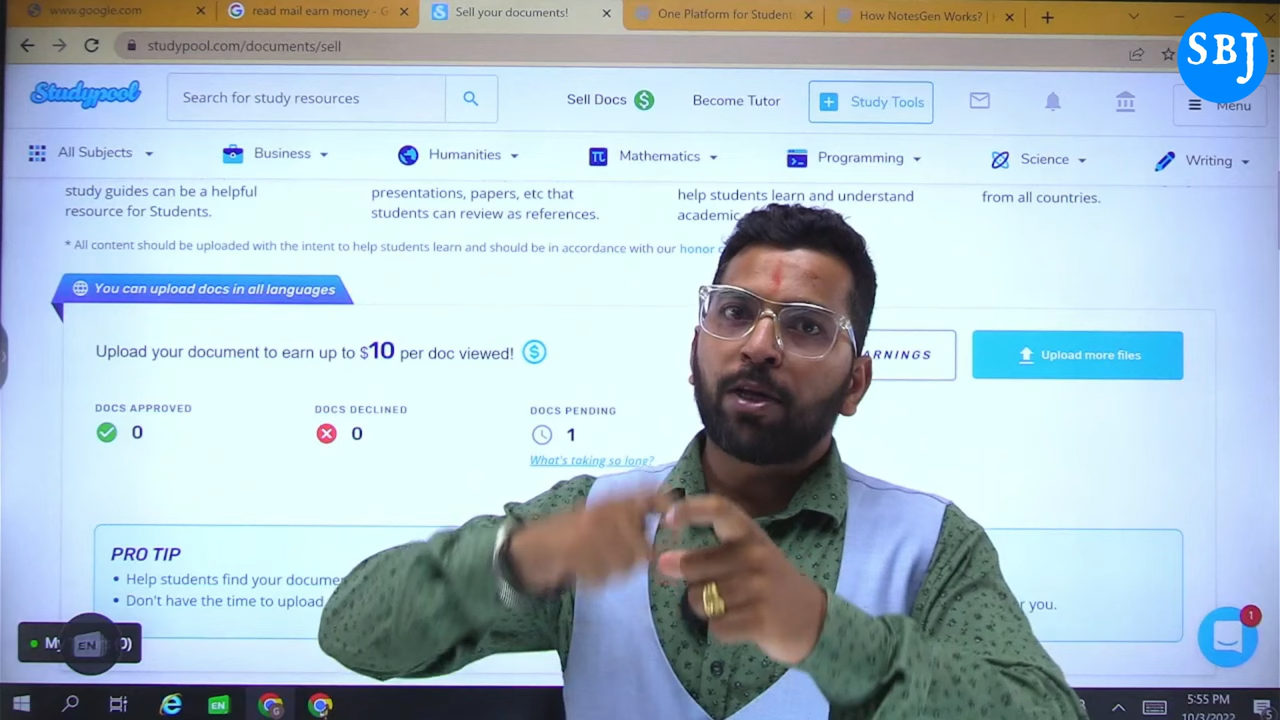 www.google.com
read mail earn money - G
Sell your documents!
One Platform for Student
How NotesGen Works? |
studypool.com/documents/sell
SBJ
Studypool
Search for study resources
Sell Docs $
Become Tutor
Study Tools
Menu
All Subjects
Business
Humanities
Mathematics
Programming
Science
Writing
study guides can be a helpful
resource for Students.
presentations, papers, etc that
students can review as references.
help students learn and understand
academic
from all countries.
* All content should be uploaded with the intent to help students learn and should be in accordance with our honor
You can upload docs in all languages
Upload your document to earn up to $10 per doc viewed! $
ARNINGS
Upload more files
DOCS APPROVED
0
DOCS DECLINED
0
DOCS PENDING
1
What's taking so long?
PRO TIP
• Help students find your docume
• Don't have the time to upload
r you.
EN
0)
1
EN
5:55 PM
10/3/202